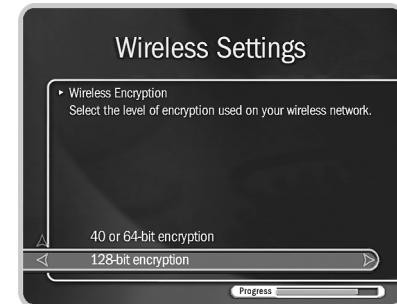 Wireless Settings
Wireless Encryption
Select the level of encryption used on your wireless network.
40 or 64-bit encryption
128-bit encryption
Progress